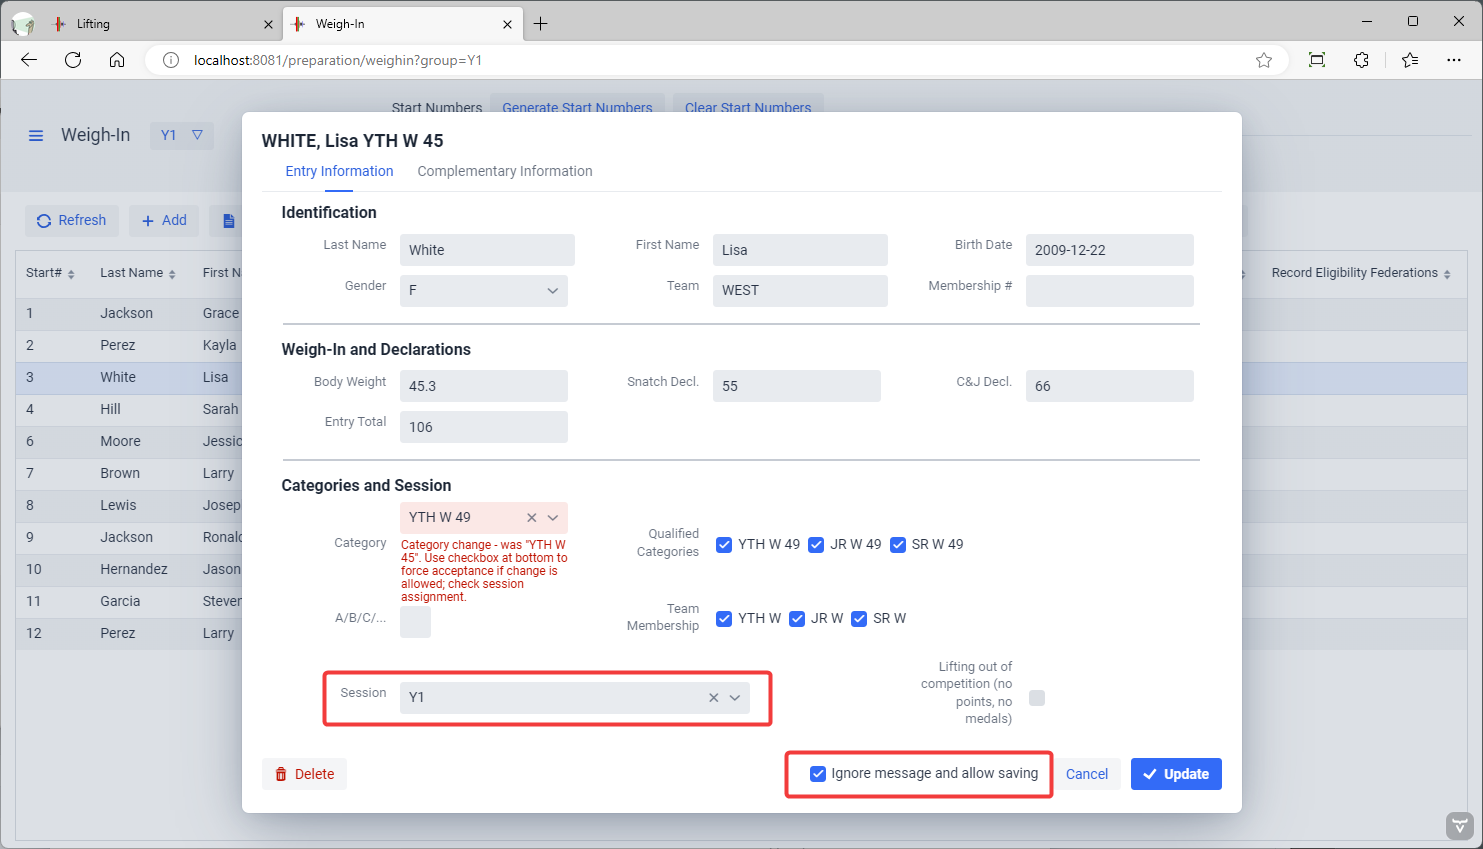 Lifting
Weigh-In
localhost:8081/preparation/weighin?group=Y1
Start Numbers Generate Start Numbers Clear Start Numbers
Weigh-In Y1
WHITE, Lisa YTH W 45
Entry Information Complementary Information
Refresh Add
Identification
Last Name White First Name Lisa Birth Date 2009-12-22
Gender F Team WEST Membership #
Weigh-In and Declarations
Body Weight 45.3 Snatch Decl. 55 C&J Decl. 66
Entry Total 106
Categories and Session
Category YTH W 49
Category change - was "YTH W
45". Use checkbox at bottom to
force acceptance if change is
allowed; check session
assignment.
Qualified
Categories
YTH W 49 JR W 49 SR W 49
A/B/C/...
Team
Membership
YTH W JR W SR W
Session Y1
Lifting out of
competition (no
points, no
medals)
Delete Ignore message and allow saving Cancel Update
Start# Last Name First N Record Eligibility Federations
1 Jackson Grace
2 Perez Kayla
3 White Lisa
4 Hill Sarah
6 Moore Jessic
7 Brown Larry
8 Lewis Josep
9 Jackson Ronald
10 Hernandez Jason
11 Garcia Steven
12 Perez Larry